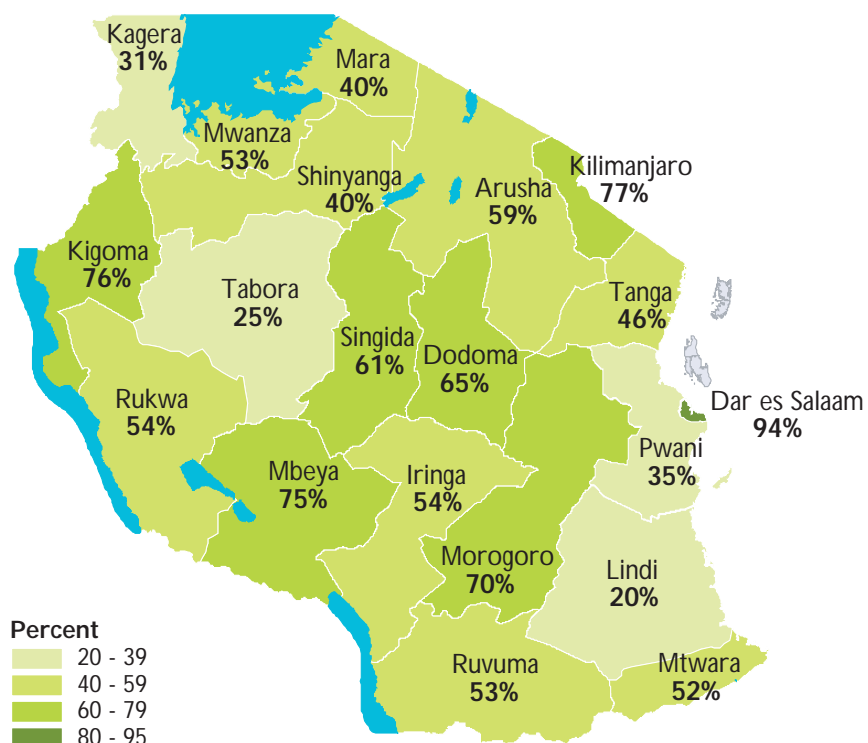 Kagera
31%
Mara
40%
Mwanza
53%
Shinyanga
40%
Arusha
59%
Kilimanjaro
77%
Kigoma
76%
Tabora
25%
Singida
61%
Dodoma
65%
Tanga
46%
Rukwa
54%
Dar es Salaam
94%
Pwani
35%
Mbeya
75%
Iringa
54%
Morogoro
70%
Lindi
20%
Ruvuma
53%
Mtwara
52%
Percent
20 - 39
40 - 59
60 - 79
80 - 95